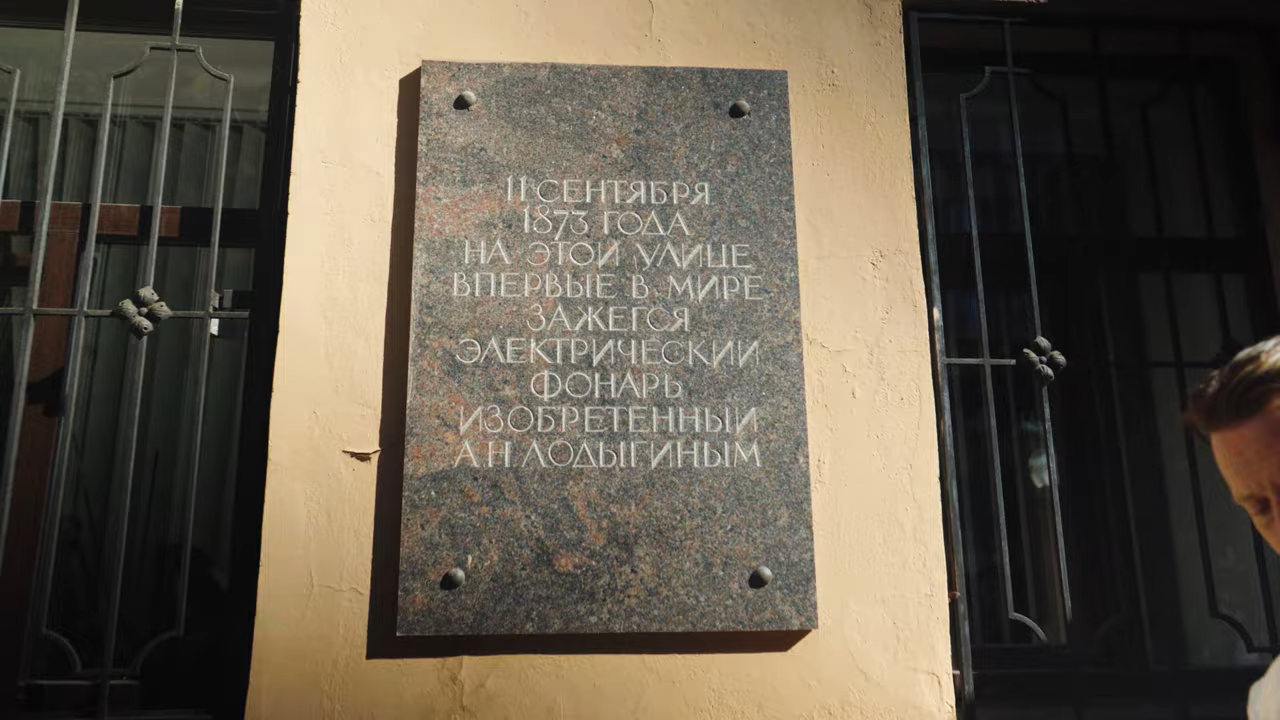 11 СЕНТЯБРЯ
1873 ГОДА
НА ЭТОЙ УЛИЦЕ
ВПЕРВЫЕ В МИРЕ
ЗАЖЕГСЯ
ЭЛЕКТРИЧЕСКИЙ
ФОНАРЬ
ИЗОБРЕТЕННЫЙ
А Н ЛОДЫГИНЫМ